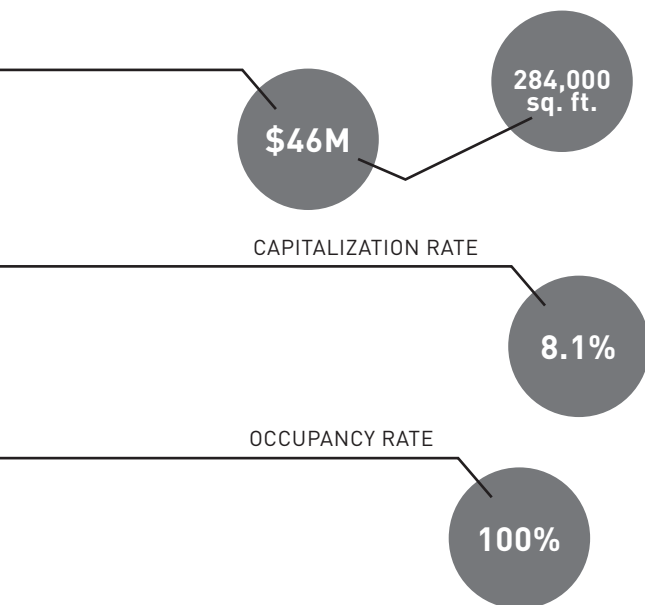 284,000
sq. ft.
$46M
CAPITALIZATION RATE
8.1%
OCCUPANCY RATE
100%